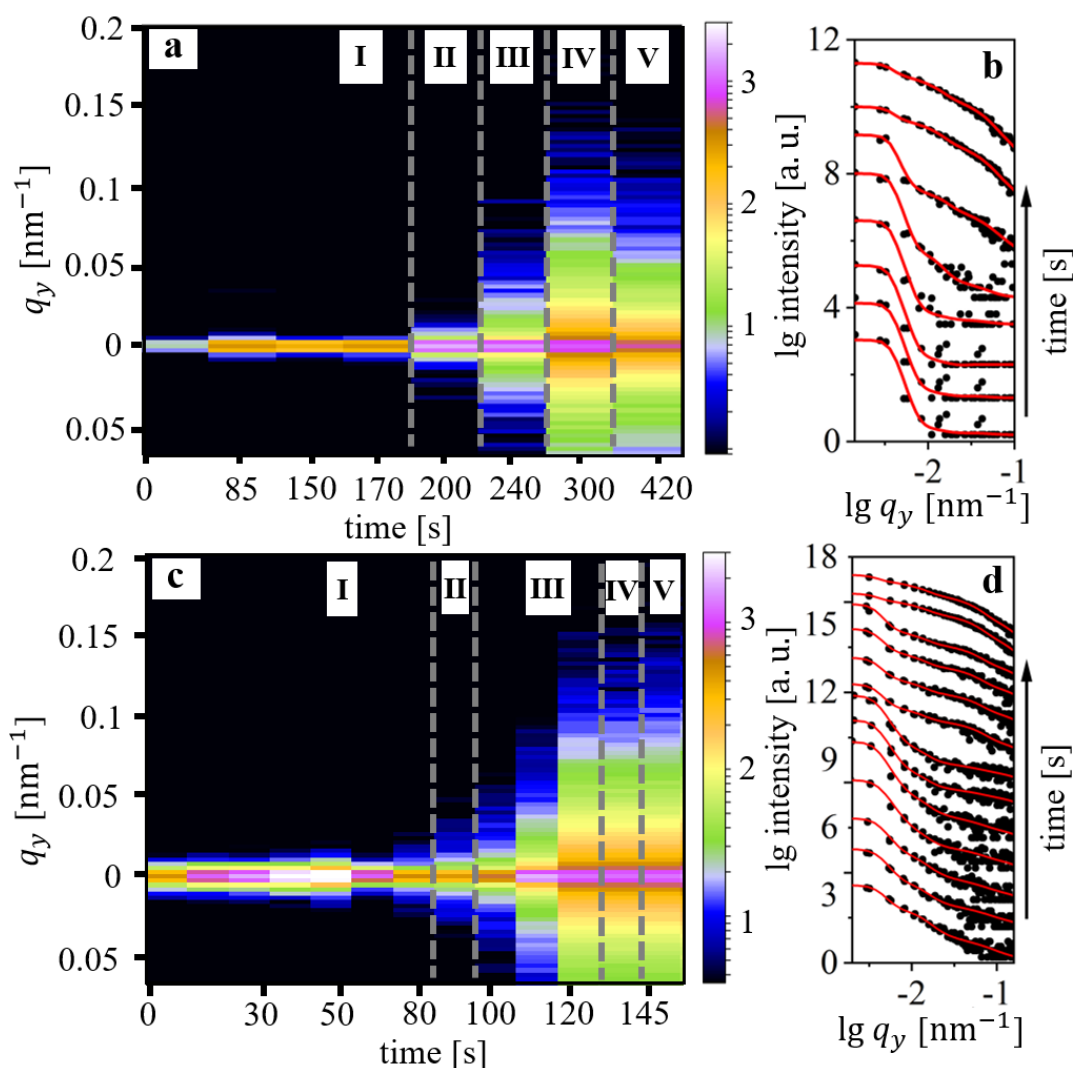 a
I
II
III
IV
V
0.2
0.15
0.1
0.05
0
0.05
q_y [nm⁻¹]
0 85 150 170 200 240 300 420
time [s]
3
2
1
lg intensity [a. u.]
b
12
8
4
0
-2 -1
lg q_y [nm⁻¹]
time [s]
c
I
II
III
IV
V
0.2
0.15
0.1
0.05
0
0.05
q_y [nm⁻¹]
0 30 50 80 100 120 145
time [s]
3
2
1
lg intensity [a. u.]
d
18
15
12
9
6
3
0
-2 -1
lg q_y [nm⁻¹]
time [s]